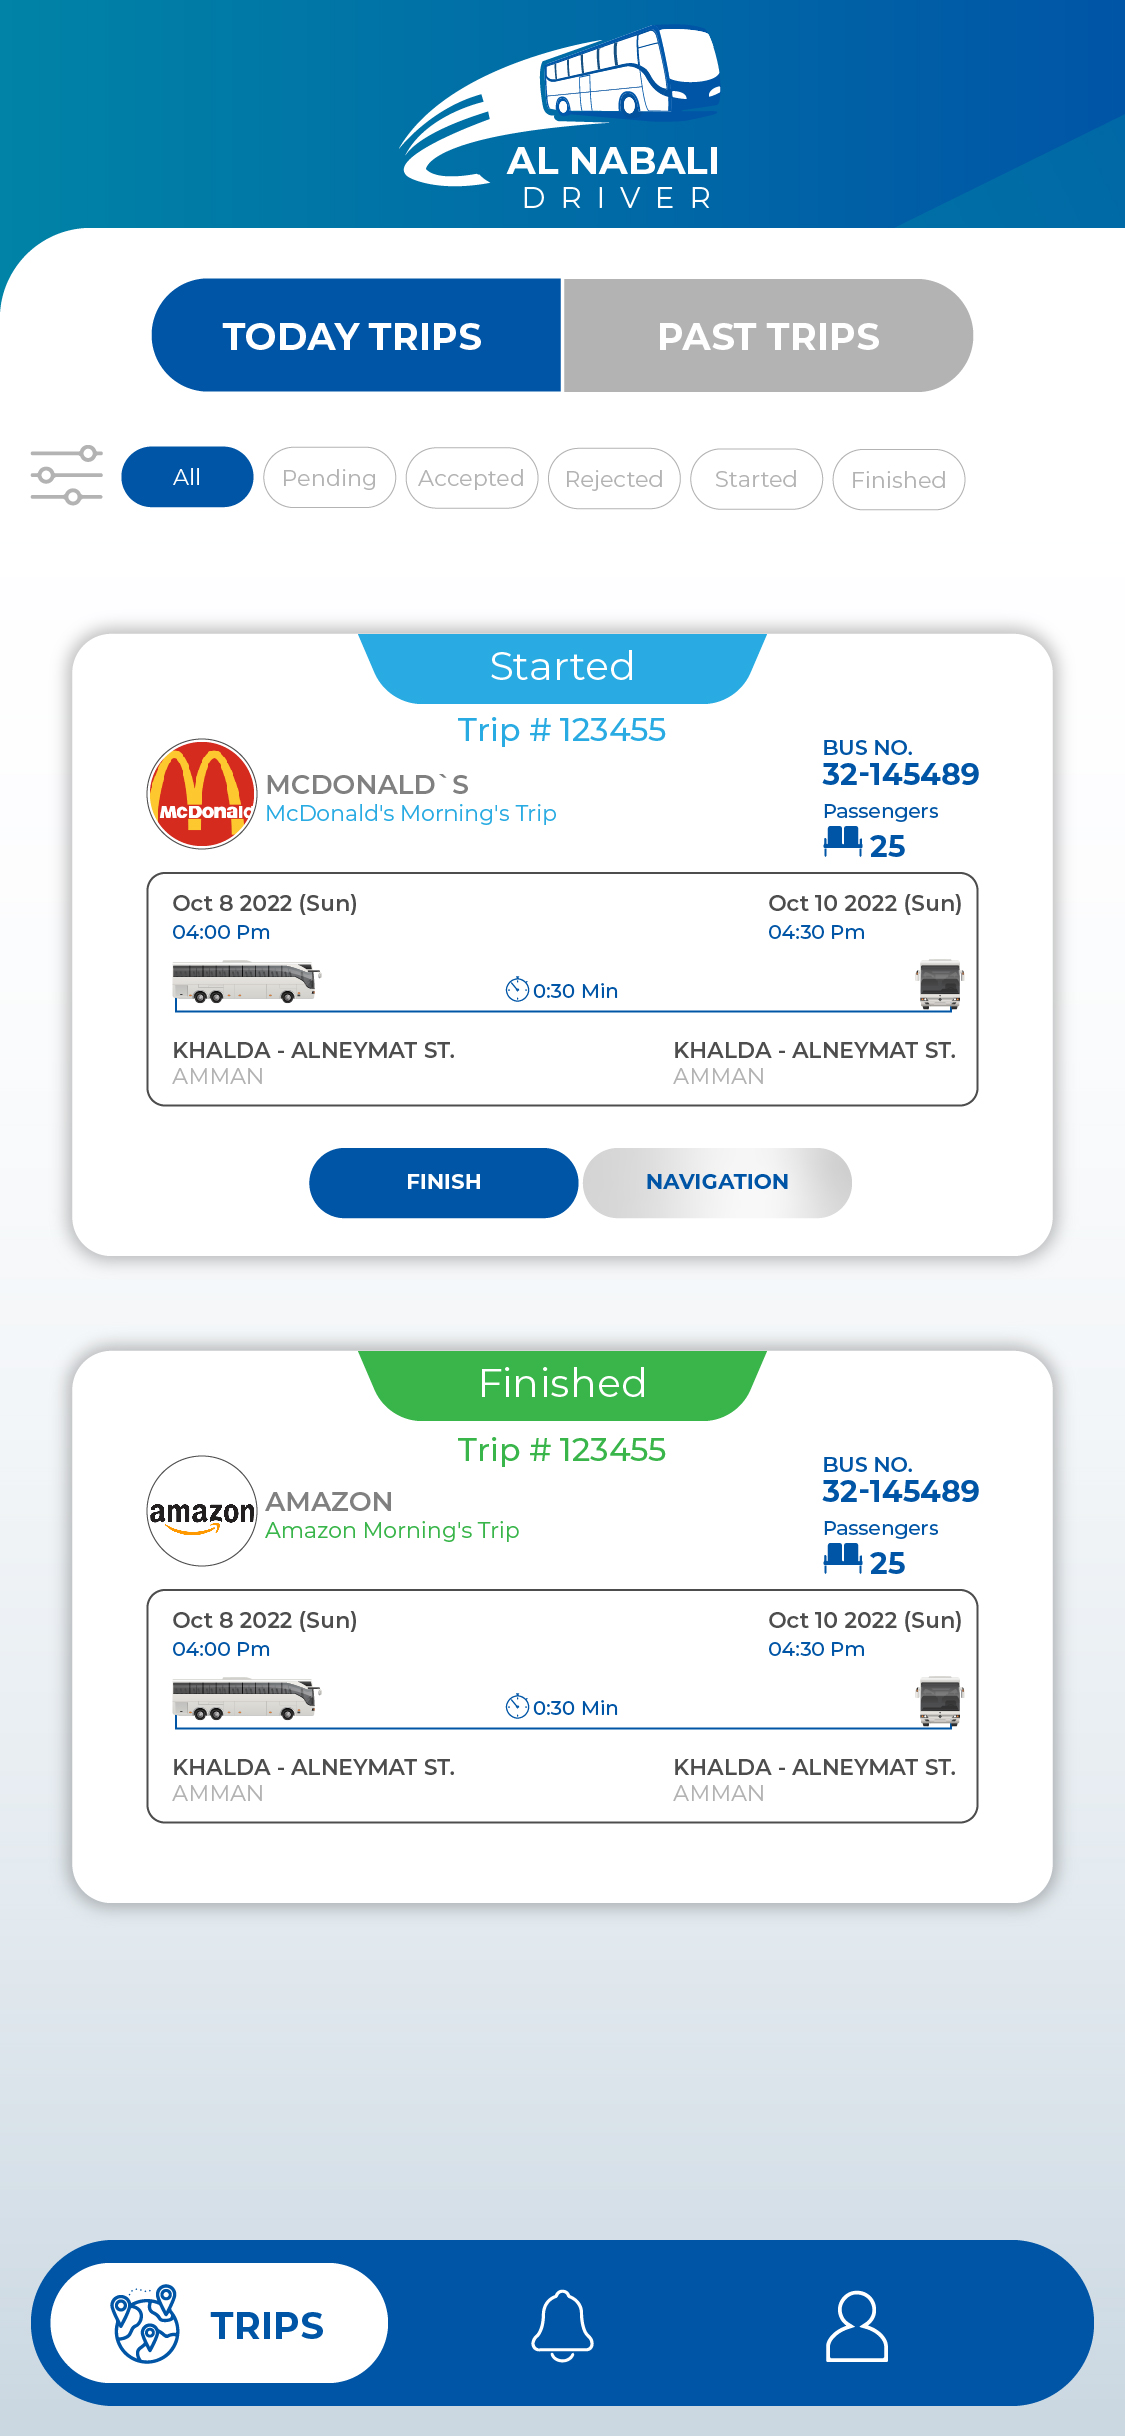 AL NABALI
DRIVER
TODAY TRIPS
PAST TRIPS
All
Pending
Accepted
Rejected
Started
Finished
Started
Trip # 123455
McDonald
MCDONALD`S
McDonald's Morning's Trip
BUS NO.
32-145489
Passengers
25
Oct 8 2022 (Sun)
04:00 Pm
Oct 10 2022 (Sun)
04:30 Pm
0:30 Min
KHALDA - ALNEYMAT ST.
AMMAN
KHALDA - ALNEYMAT ST.
AMMAN
FINISH
NAVIGATION
Finished
Trip # 123455
amazon
AMAZON
Amazon Morning's Trip
BUS NO.
32-145489
Passengers
25
Oct 8 2022 (Sun)
04:00 Pm
Oct 10 2022 (Sun)
04:30 Pm
0:30 Min
KHALDA - ALNEYMAT ST.
AMMAN
KHALDA - ALNEYMAT ST.
AMMAN
TRIPS